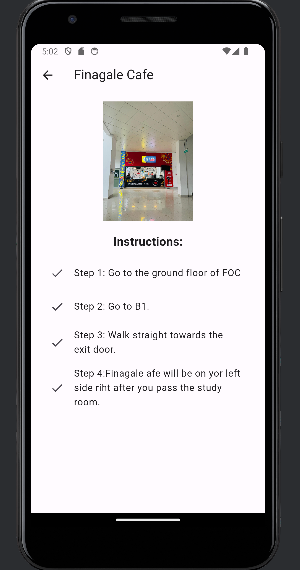 5:02
Finagale Cafe
Instructions:
Step 1: Go to the ground floor of FOC
Step 2: Go to B1.
Step 3: Walk straight towards the
exit door.
Step 4:Finagale afe will be on yor left
side riht after you pass the study
room.